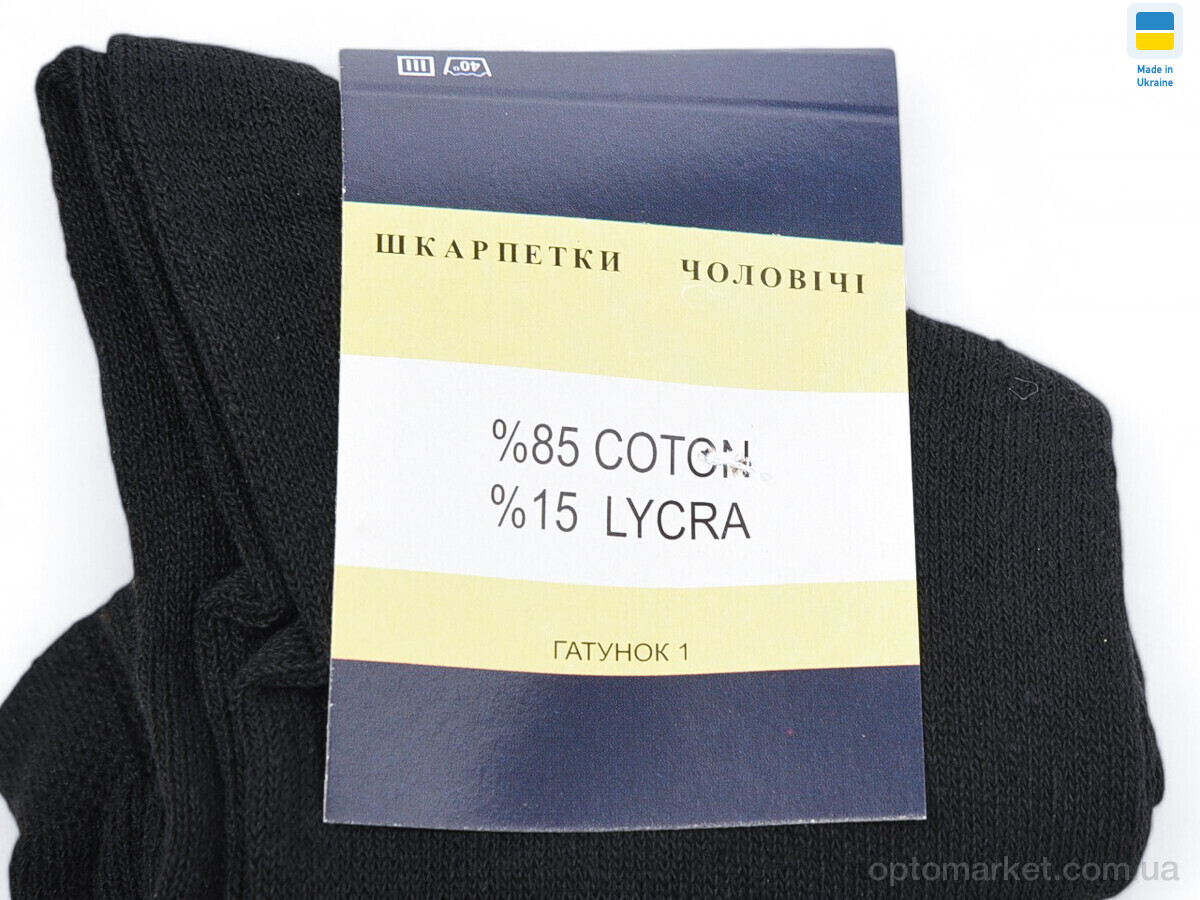 Made in
Ukraine
40°
ШКАРПЕТКИ ЧОЛОВІЧІ
%85 COTON
%15 LYCRA
ГАТУНОК 1
optomarket.com.ua